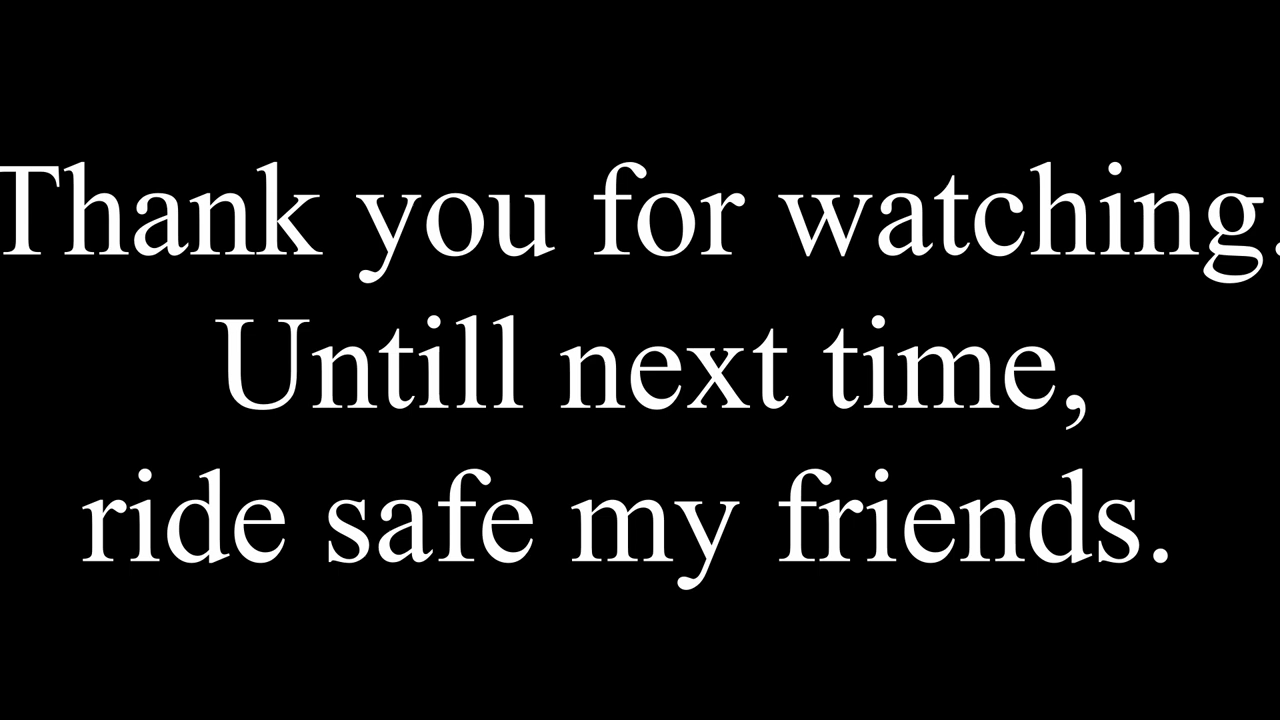 Thank you for watching.
Untill next time,
ride safe my friends.